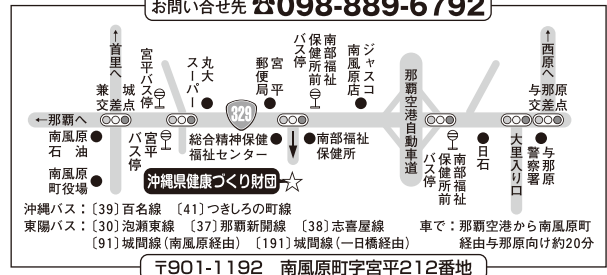 お問い合せ先 ☎098-889-6792
↑首里へ
兼城交差点
宮平バス停
丸大スーパー
宮平郵便局
南部福祉保健所前バス停
ジャスコ南風原店
那覇空港自動車道
↑西原へ
与那原交差点
329
←那覇へ
南風原石油
宮平バス停
総合精神保健福祉センター
南部福祉保健所
南部福祉保健所前バス停
日石
大里入り口
与那原警察署
南風原町役場
沖縄県健康づくり財団
沖縄バス：〔39〕百名線 〔41〕つきしろの町線
東陽バス：〔30〕泡瀬東線 〔37〕那覇新開線 〔38〕志喜屋線
〔91〕城間線(南風原経由) 〔191〕城間線(一日橋経由)
車で：那覇空港から南風原町
経由与那原向け約20分
〒901-1192 南風原町字宮平212番地